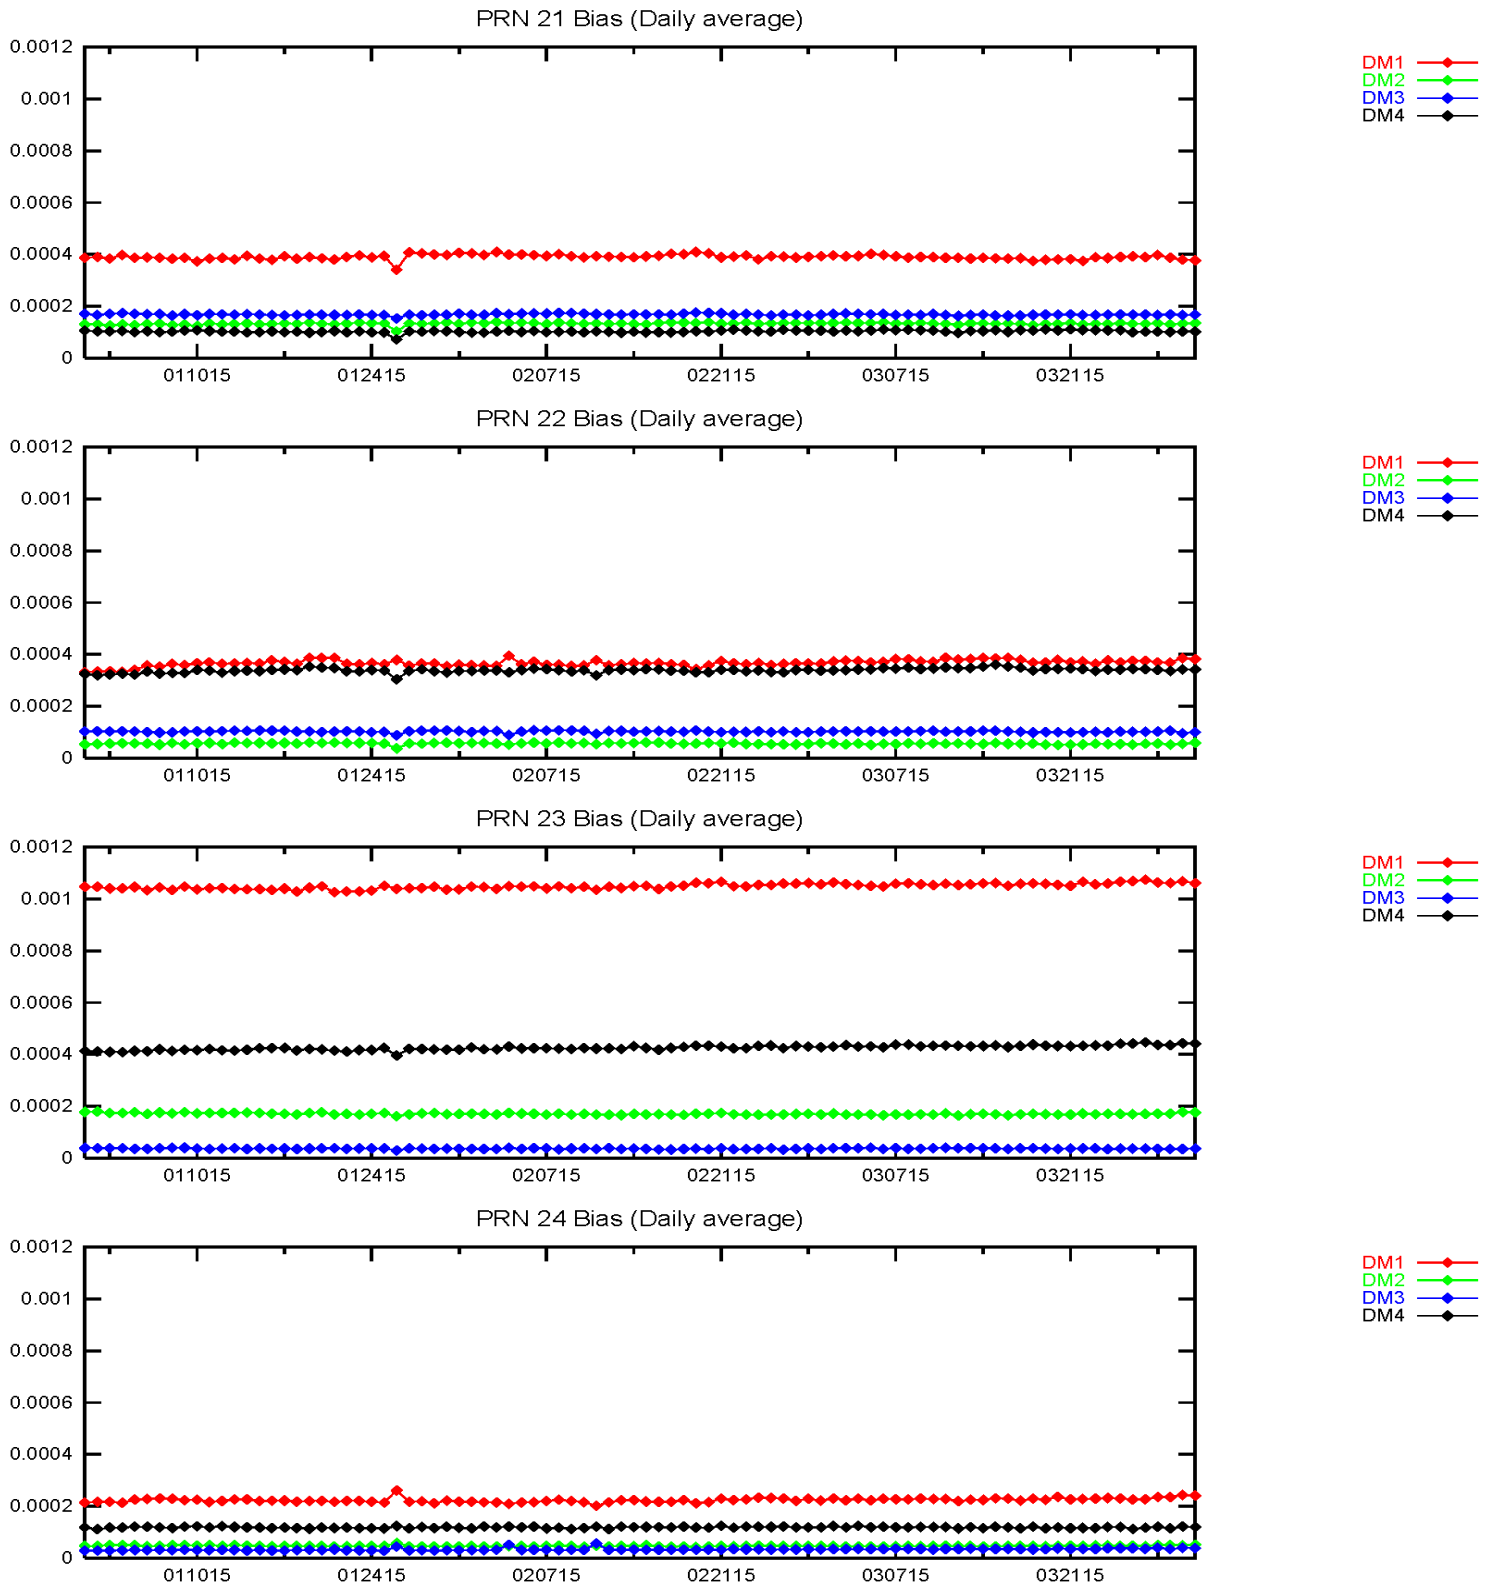 PRN 21 Bias (Daily average)
0.0012
0.001
0.0008
0.0006
0.0004
0.0002
0
011015 012415 020715 022115 030715 032115
DM1
DM2
DM3
DM4
PRN 22 Bias (Daily average)
0.0012
0.001
0.0008
0.0006
0.0004
0.0002
0
011015 012415 020715 022115 030715 032115
DM1
DM2
DM3
DM4
PRN 23 Bias (Daily average)
0.0012
0.001
0.0008
0.0006
0.0004
0.0002
0
011015 012415 020715 022115 030715 032115
DM1
DM2
DM3
DM4
PRN 24 Bias (Daily average)
0.0012
0.001
0.0008
0.0006
0.0004
0.0002
0
011015 012415 020715 022115 030715 032115
DM1
DM2
DM3
DM4